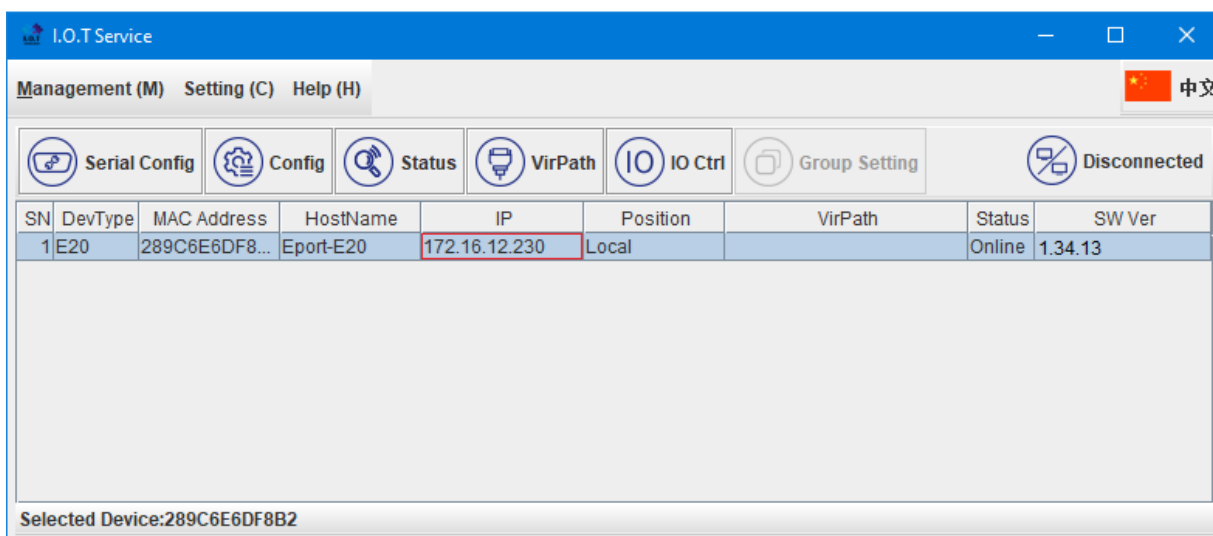 I.O.T Service
Management (M) Setting (C) Help (H) 中文
Serial Config Config Status VirPath IO IO Ctrl Group Setting Disconnected
SN DevType MAC Address HostName IP Position VirPath Status SW Ver
1 E20 289C6E6DF8... Eport-E20 172.16.12.230 Local Online 1.34.13
Selected Device:289C6E6DF8B2